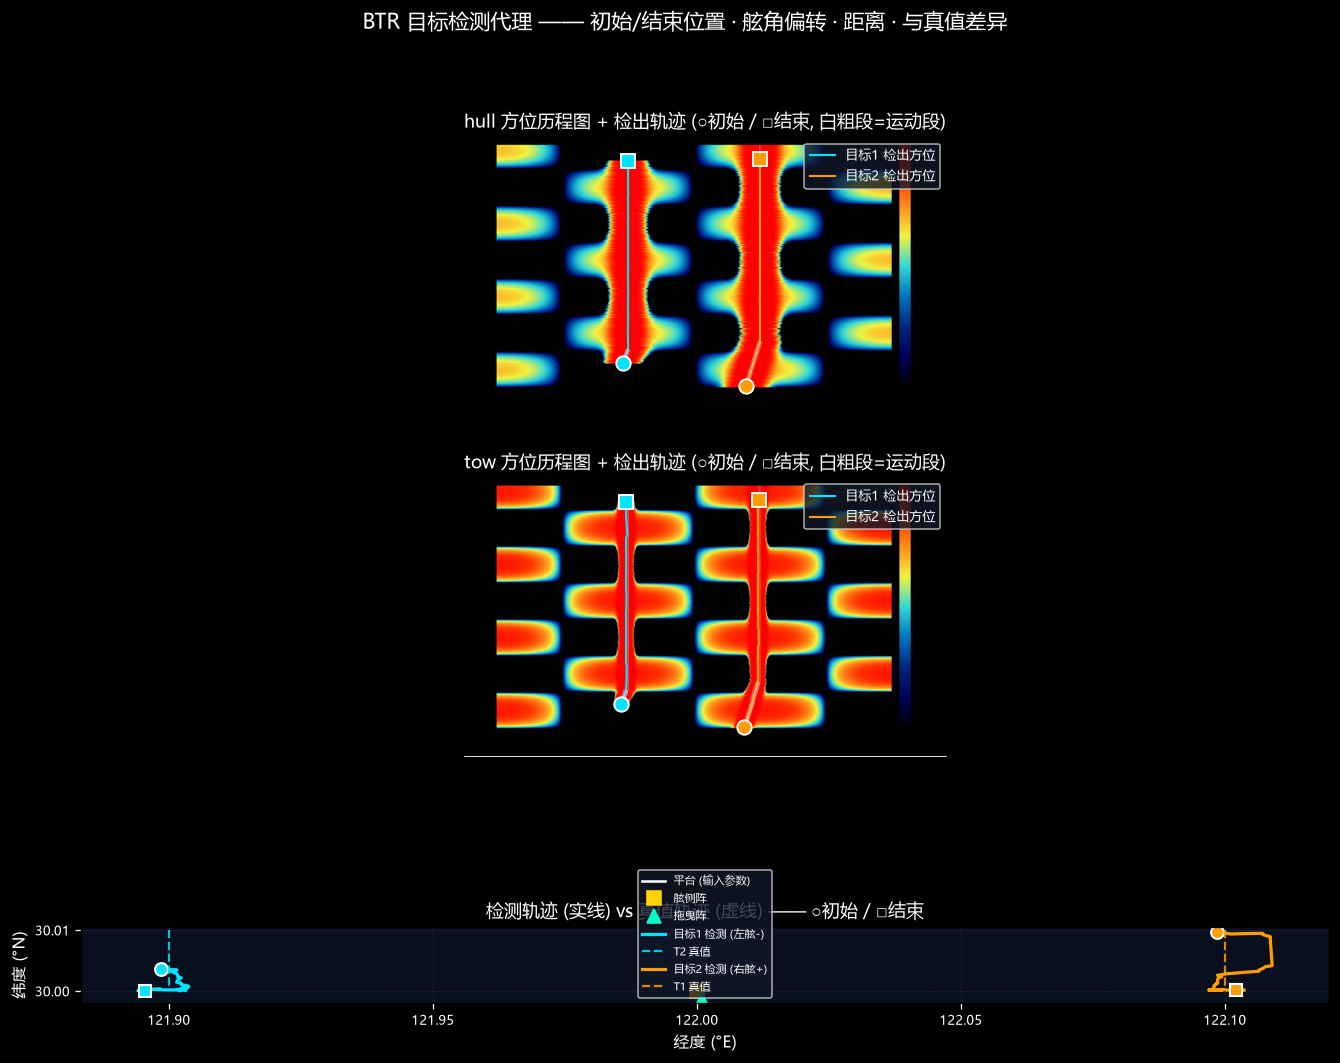 BTR 目标检测代理 —— 初始/结束位置 · 舷角偏转 · 距离 · 与真值差异
hull 方位历程图 + 检出轨迹 (○初始 / □结束, 白粗段=运动段)
目标1 检出方位
目标2 检出方位
tow 方位历程图 + 检出轨迹 (○初始 / □结束, 白粗段=运动段)
目标1 检出方位
目标2 检出方位
检测轨迹 (实线) vs 真值轨迹 (虚线) —— ○初始 / □结束
平台 (输入参数)
舷侧阵
拖曳阵
目标1 检测 (左舷-)
T2 真值
目标2 检测 (右舷+)
T1 真值
纬度 (°N)
30.01
30.00
121.90
121.95
122.00
122.05
122.10
经度 (°E)